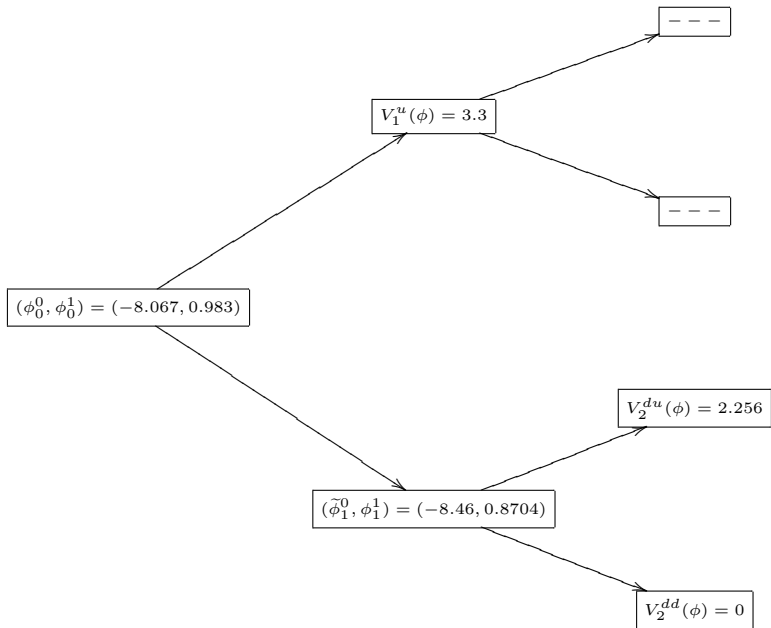 − − −
V_1^u(ϕ) = 3.3
− − −
(ϕ_0^0, ϕ_0^1) = (−8.067, 0.983)
V_2^{du}(ϕ) = 2.256
(ϕ̃_1^0, ϕ_1^1) = (−8.46, 0.8704)
V_2^{dd}(ϕ) = 0